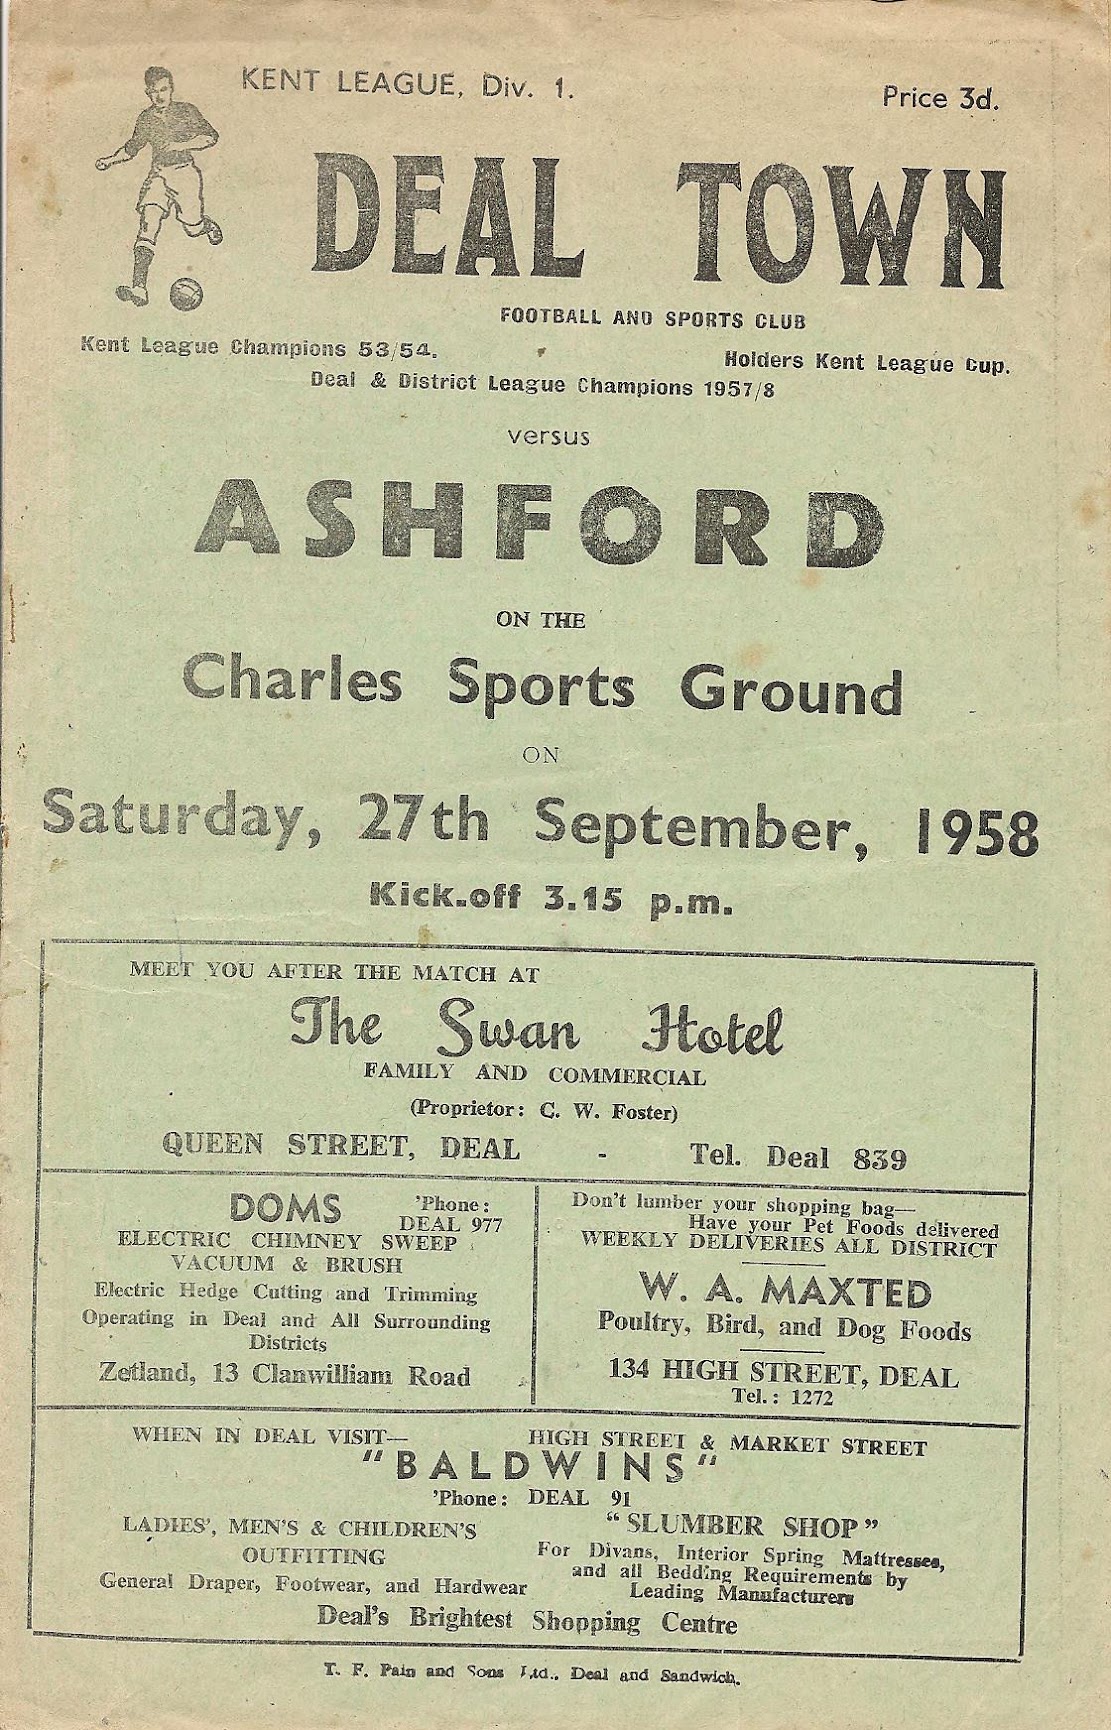 KENT LEAGUE, Div. 1.
Price 3d.
DEAL TOWN
FOOTBALL AND SPORTS CLUB
Kent League Champions 53/54.
Holders Kent League Cup.
Deal & District League Champions 1957/8
versus
ASHFORD
ON THE
Charles Sports Ground
ON
Saturday, 27th September, 1958
Kick.off 3.15 p.m.
MEET YOU AFTER THE MATCH AT
The Swan Hotel
FAMILY AND COMMERCIAL
(Proprietor: C. W. Foster)
QUEEN STREET, DEAL - Tel. Deal 839
DOMS 'Phone:
DEAL 977
ELECTRIC CHIMNEY SWEEP
VACUUM & BRUSH
Electric Hedge Cutting and Trimming
Operating in Deal and All Surrounding
Districts
Zetland, 13 Clanwilliam Road
Don't lumber your shopping bag—
Have your Pet Foods delivered
WEEKLY DELIVERIES ALL DISTRICT
W. A. MAXTED
Poultry, Bird, and Dog Foods
134 HIGH STREET, DEAL
Tel.: 1272
WHEN IN DEAL VISIT— HIGH STREET & MARKET STREET
"BALDWINS"
'Phone: DEAL 91
LADIES', MEN'S & CHILDREN'S
OUTFITTING
General Draper, Footwear, and Hardwear
"SLUMBER SHOP"
For Divans, Interior Spring Mattresses,
and all Bedding Requirements by
Leading Manufacturers
Deal's Brightest Shopping Centre
T. F. Pain and Sons Ltd., Deal and Sandwich.